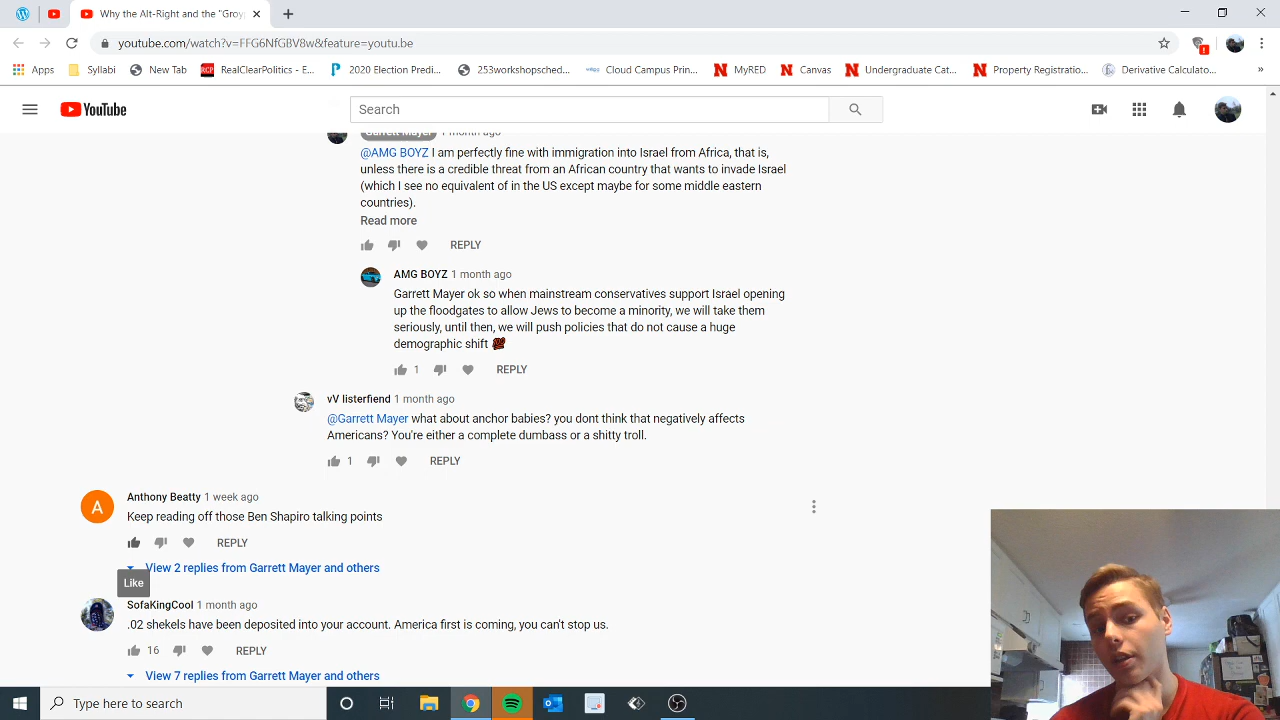 Why the Alt-Right and the "Groy
youtube.com/watch?v=FFG6NfGBV8w&feature=youtu.be
Apps Syllabi New Tab RealClearPolitics - E... 2020 Election Predi... 253workshopsched... Cloud Campus Prin... MyRED Canvas Undergraduate Cat... Property Registratio... Derivative Calculato... »
YouTube Search
Garrett Mayer 1 month ago
@AMG BOYZ I am perfectly fine with immigration into Israel from Africa, that is,
unless there is a credible threat from an African country that wants to invade Israel
(which I see no equivalent of in the US except maybe for some middle eastern
countries).
Read more
REPLY
AMG BOYZ 1 month ago
Garrett Mayer ok so when mainstream conservatives support Israel opening
up the floodgates to allow Jews to become a minority, we will take them
seriously, until then, we will push policies that do not cause a huge
demographic shift 💯
1 REPLY
vV listerfiend 1 month ago
@Garrett Mayer what about anchor babies? you dont think that negatively affects
Americans? You're either a complete dumbass or a shitty troll.
1 REPLY
A
Anthony Beatty 1 week ago
Keep reading off those Ben Shapiro talking points
REPLY
View 2 replies from Garrett Mayer and others
Like
SofaKingCool 1 month ago
.02 shekels have been deposited into your account. America first is coming, you can't stop us.
16 REPLY
View 7 replies from Garrett Mayer and others
Type here to search